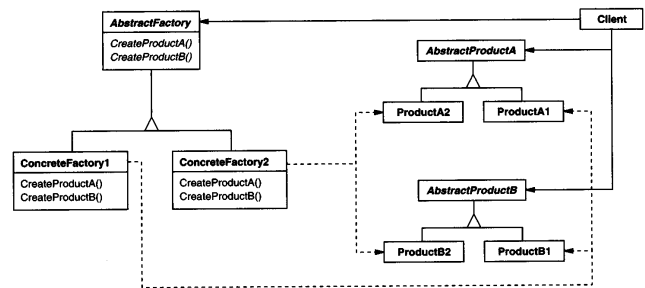 AbstractFactory
CreateProductA()
CreateProductB()
Client
AbstractProductA
ProductA2
ProductA1
ConcreteFactory1
CreateProductA()
CreateProductB()
ConcreteFactory2
CreateProductA()
CreateProductB()
AbstractProductB
ProductB2
ProductB1